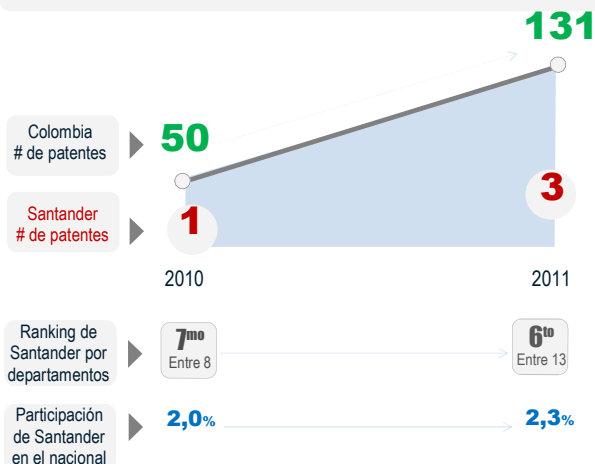 131
Colombia
# de patentes
50
Santander
# de patentes
1
3
2010
2011
Ranking de
Santander por
departamentos
7mo
Entre 8
6to
Entre 13
Participación
de Santander
en el nacional
2,0%
2,3%